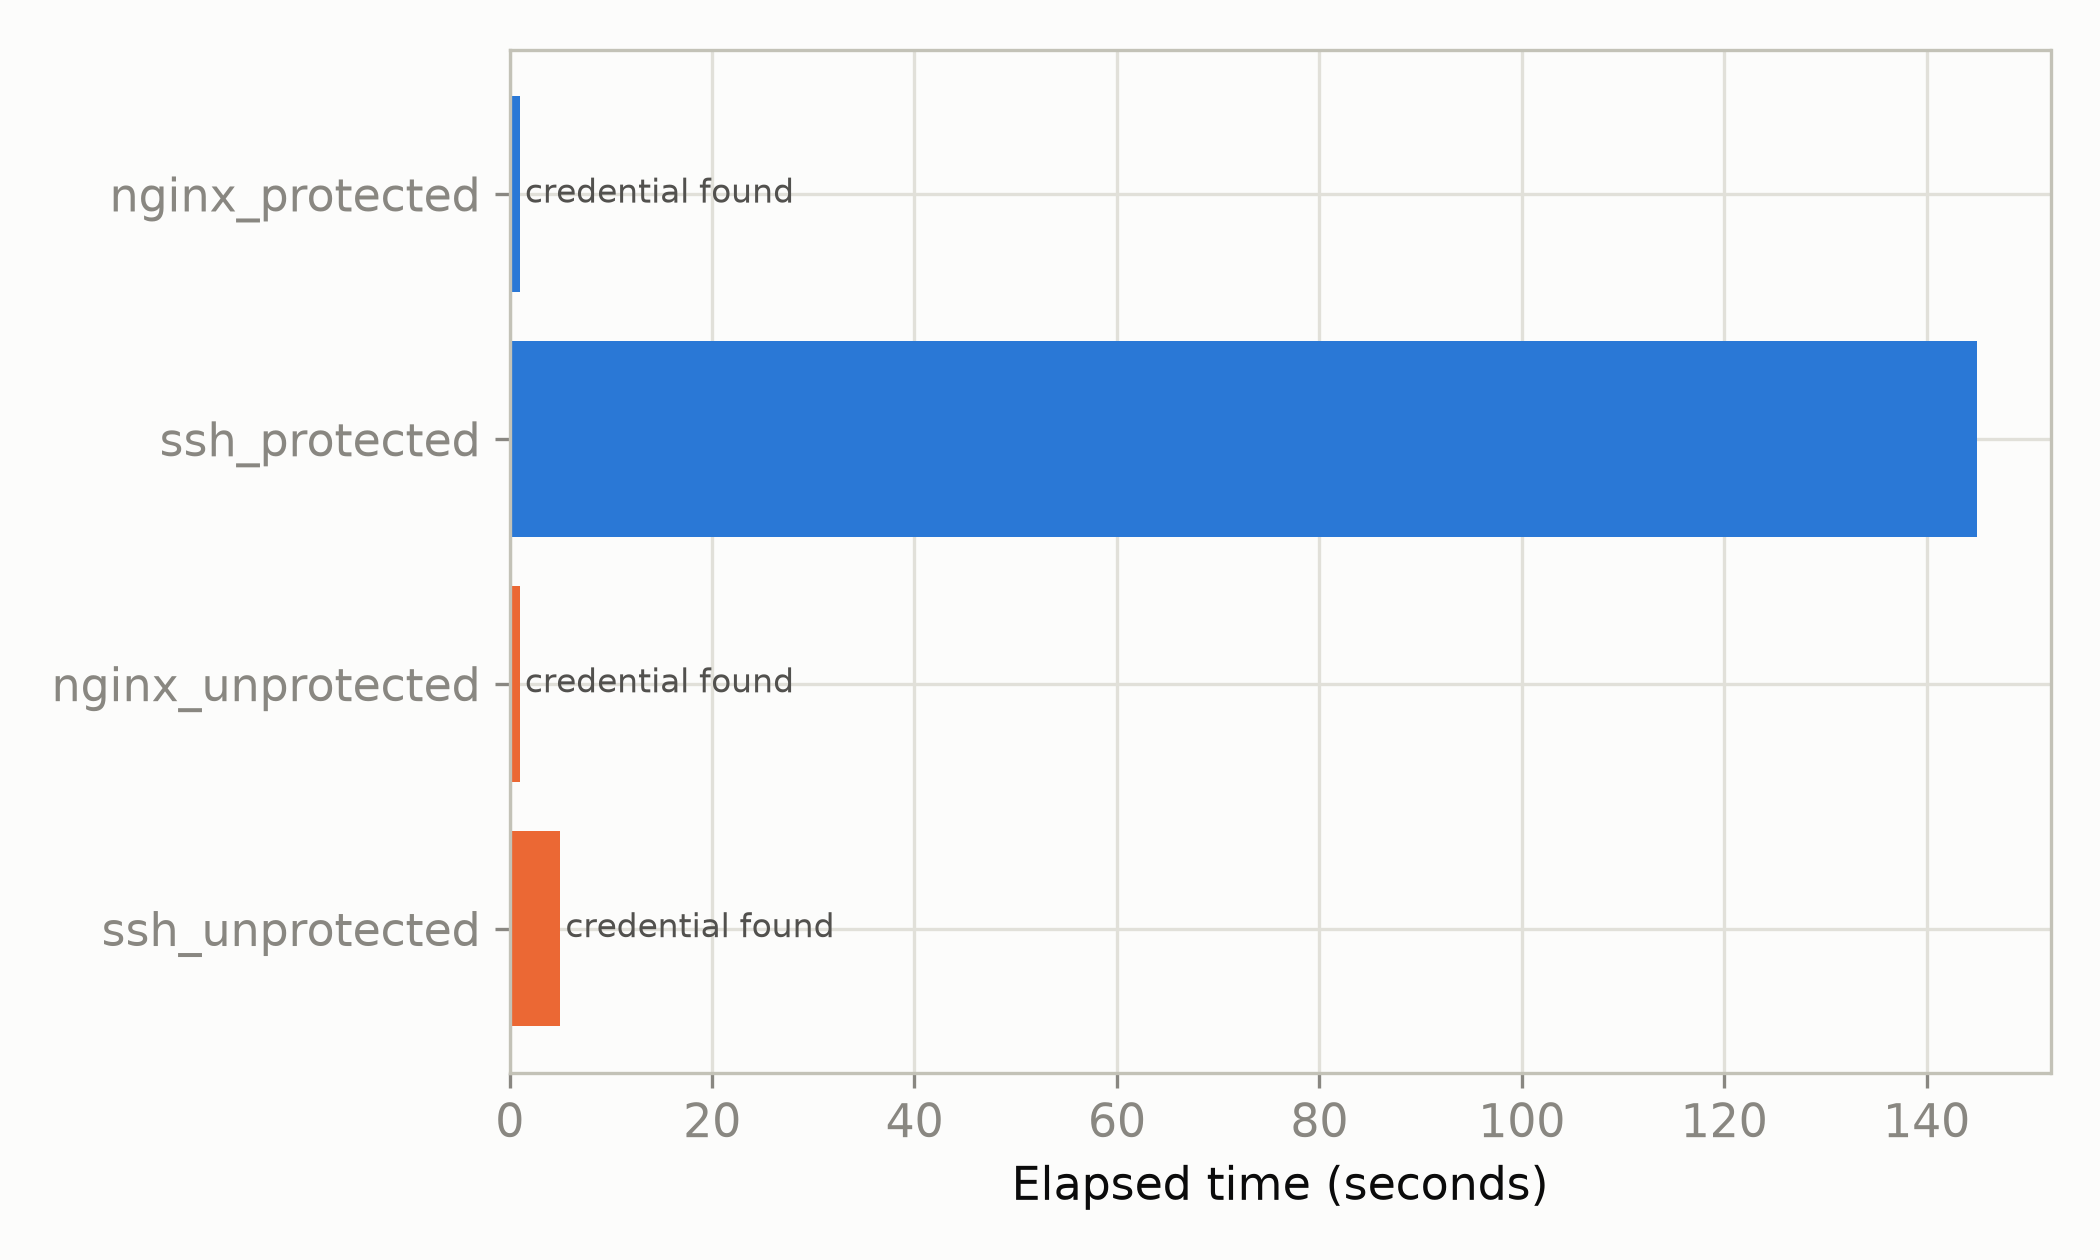 nginx_protected
credential found
ssh_protected
nginx_unprotected
credential found
ssh_unprotected
credential found
0 20 40 60 80 100 120 140
Elapsed time (seconds)